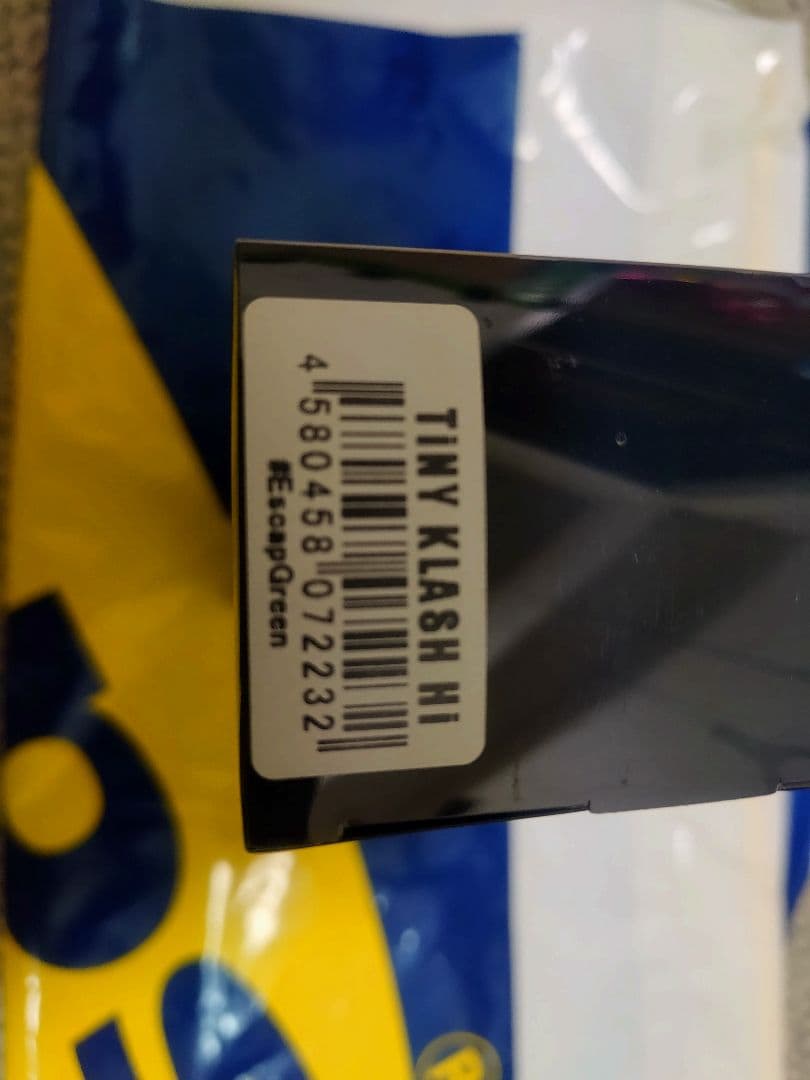 TiNY KLASH Hi
4 580458 072232
#EscapGreen